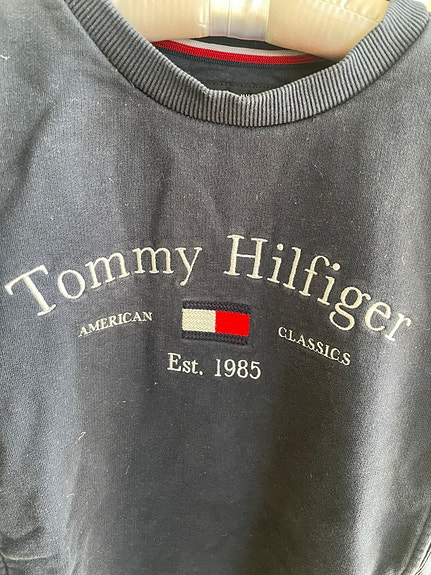 Tommy Hilfiger
AMERICAN CLASSICS
Est. 1985